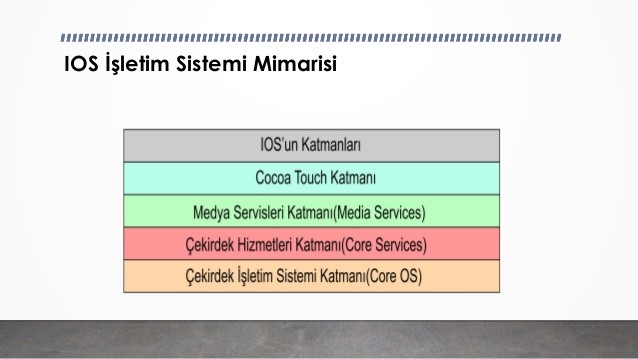 IOS İşletim Sistemi Mimarisi
IOS'un Katmanları
Cocoa Touch Katmanı
Medya Servisleri Katmanı(Media Services)
Çekirdek Hizmetleri Katmanı(Core Services)
Çekirdek İşletim Sistemi Katmanı(Core OS)